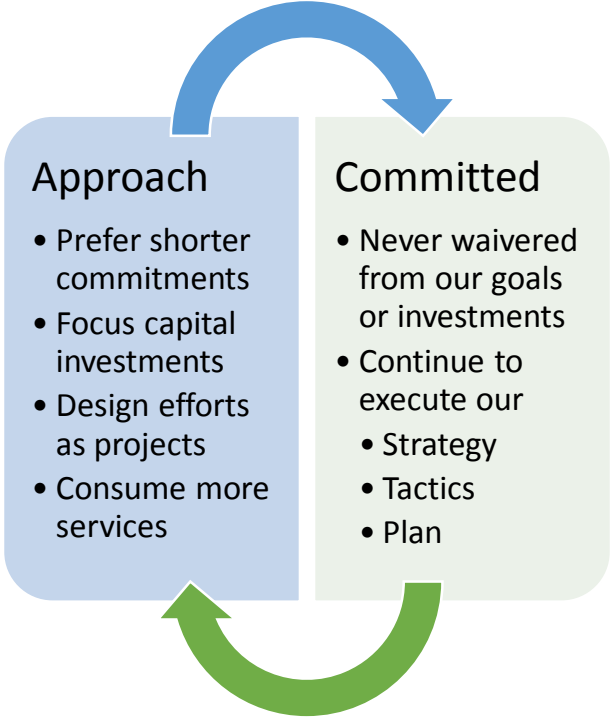 Approach
• Prefer shorter
commitments
• Focus capital
investments
• Design efforts
as projects
• Consume more
services
Committed
• Never waivered
from our goals
or investments
• Continue to
execute our
• Strategy
• Tactics
• Plan